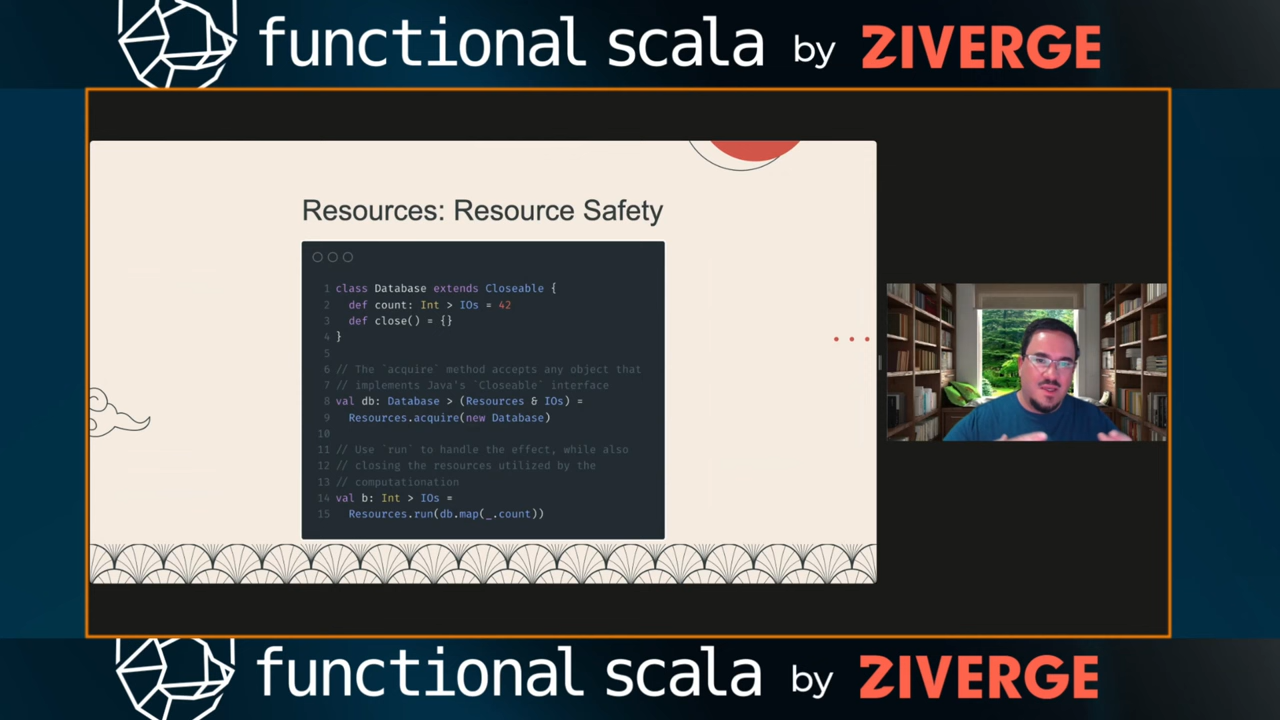 functional scala by ZIVERGE
Resources: Resource Safety
1 class Database extends Closeable {
2 def count: Int > IOs = 42
3 def close() = {}
4 }
5
6 // The `acquire` method accepts any object that
7 // implements Java's `Closeable` interface
8 val db: Database > (Resources & IOs) =
9 Resources.acquire(new Database)
10
11 // Use `run` to handle the effect, while also
12 // closing the resources utilized by the
13 // computationation
14 val b: Int > IOs =
15 Resources.run(db.map(_.count))
functional scala by ZIVERGE